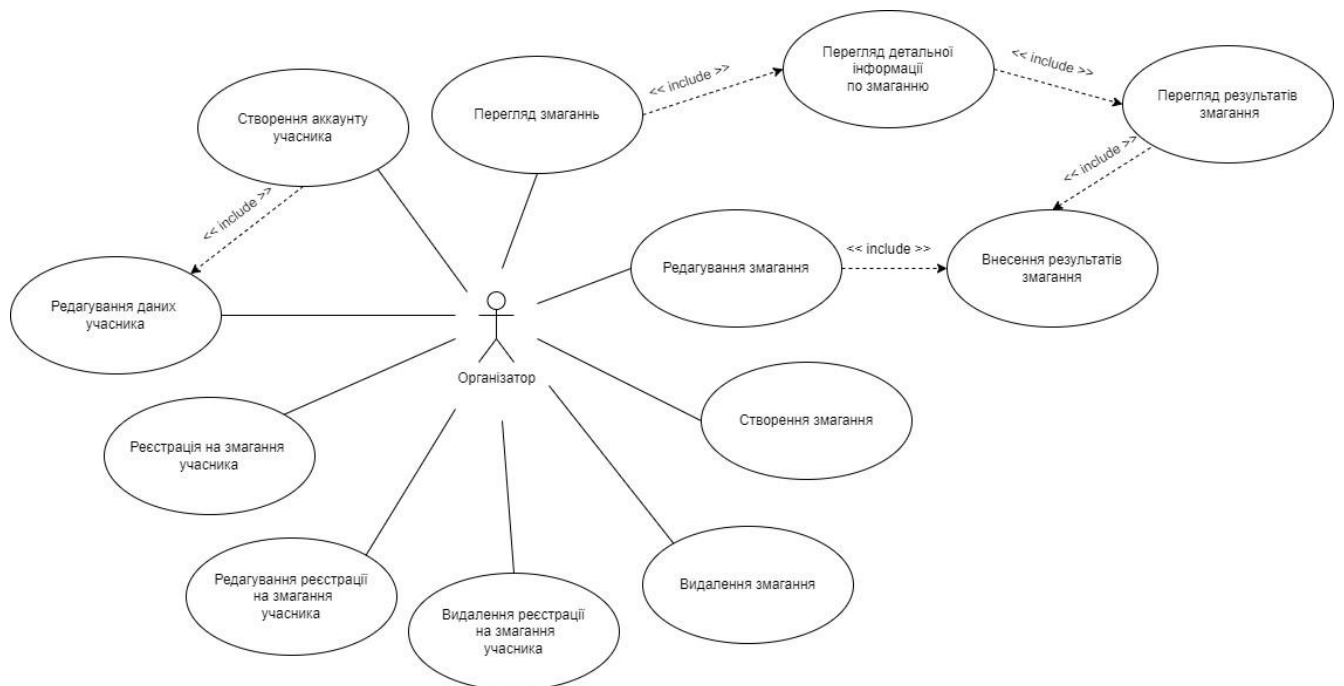 Перегляд детальної
інформації
по змаганню
<< include >>
<< include >>
Перегляд змаганнь
Перегляд результатів
змагання
Створення аккаунту
учасника
<< include >>
<< include >>
Редагування змагання
<< include >>
Внесення результатів
змагання
Редагування даних
учасника
Організатор
Створення змагання
Реєстрація на змагання
учасника
Редагування реєстрації
на змагання
учасника
Видалення змагання
Видалення реєстрації
на змагання
учасника